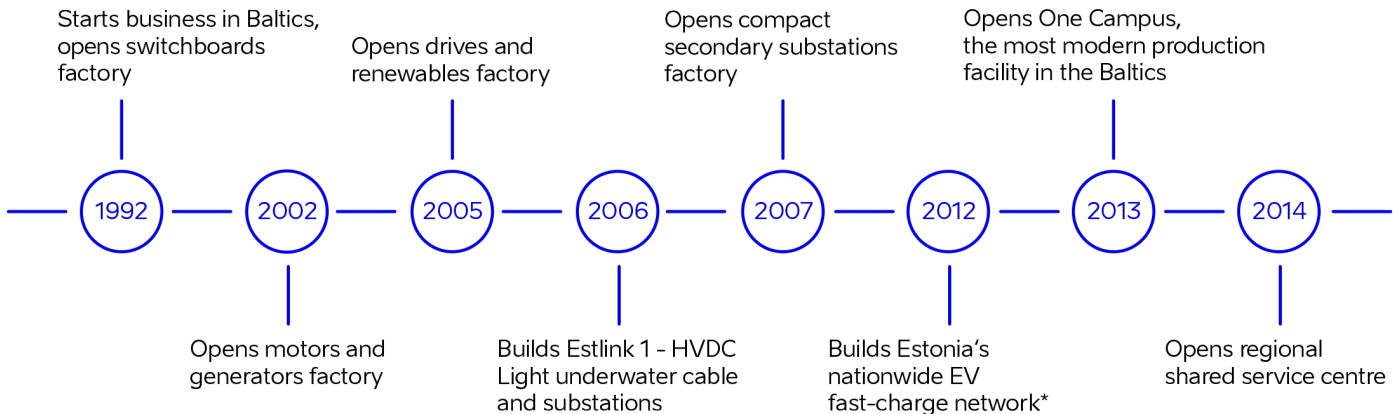 Starts business in Baltics,
opens switchboards
factory
Opens drives and
renewables factory
Opens compact
secondary substations
factory
Opens One Campus,
the most modern production
facility in the Baltics
1992
2002
2005
2006
2007
2012
2013
2014
Opens motors and
generators factory
Builds Estlink 1 - HVDC
Light underwater cable
and substations
Builds Estonia‘s
nationwide EV
fast-charge network*
Opens regional
shared service centre